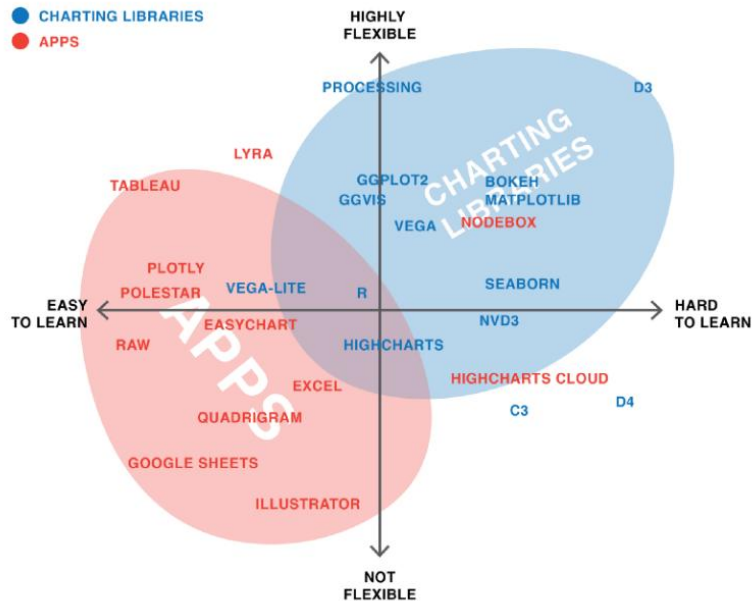 CHARTING LIBRARIES
APPS
HIGHLY
FLEXIBLE
PROCESSING
D3
CHARTING
LIBRARIES
LYRA
TABLEAU
GGPLOT2
BOKEH
GGVIS
MATPLOTLIB
VEGA
NODEBOX
PLOTLY
POLESTAR
VEGA-LITE
R
SEABORN
EASY
TO LEARN
HARD
TO LEARN
APPS
EASYCHART
NVD3
RAW
HIGHCHARTS
EXCEL
HIGHCHARTS CLOUD
C3
D4
QUADRIGRAM
GOOGLE SHEETS
ILLUSTRATOR
NOT
FLEXIBLE